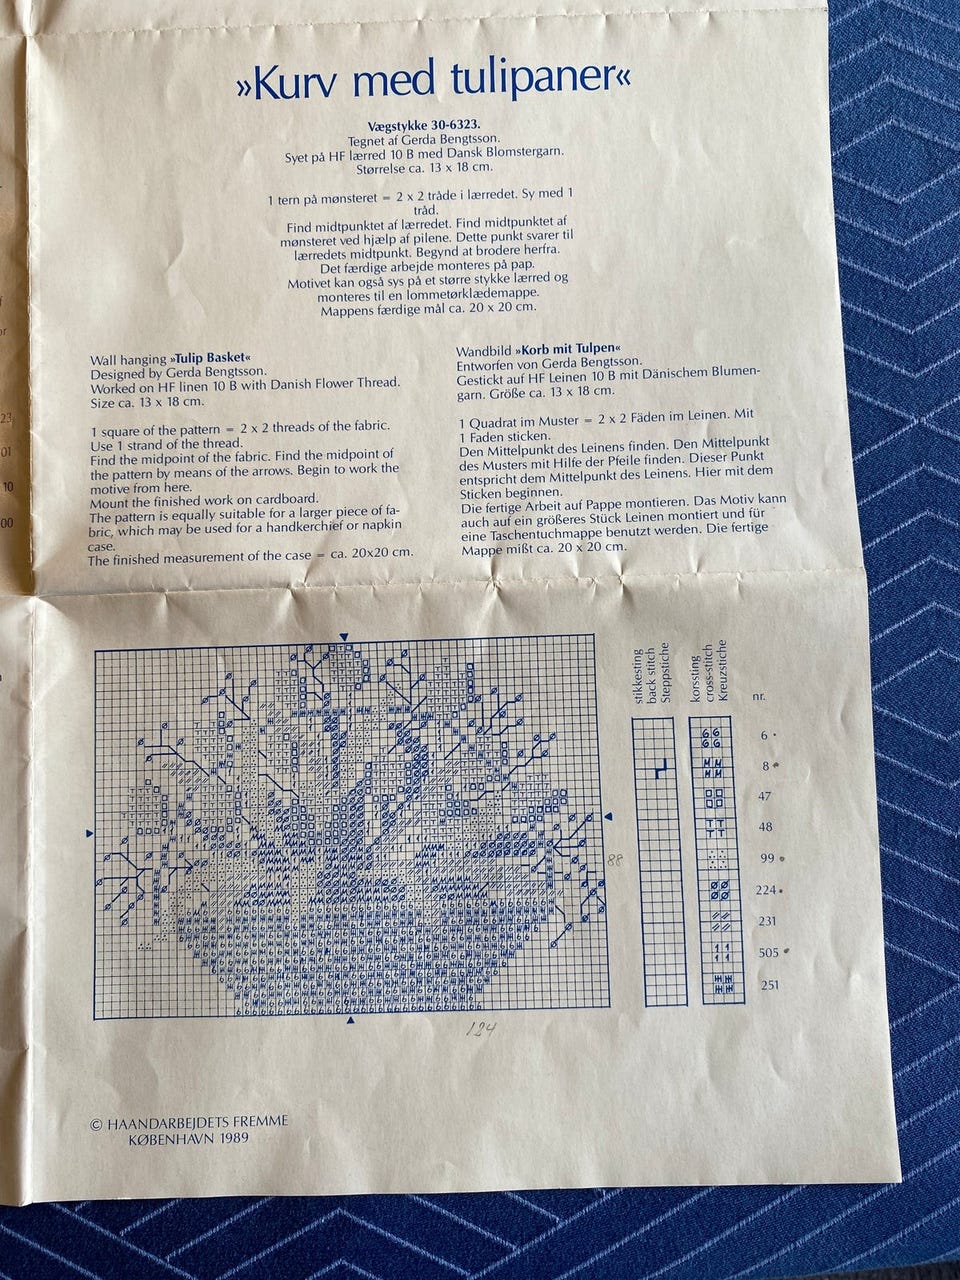 »Kurv med tulipaner«
Vægstykke 30-6323.
Tegnet af Gerda Bengtsson.
Syet på HF lærred 10 B med Dansk Blomstergarn.
Størrelse ca. 13 x 18 cm.
1 tern på mønsteret = 2 x 2 tråde i lærredet. Sy med 1
tråd.
Find midtpunktet af lærredet. Find midtpunktet af
mønsteret ved hjælp af pilene. Dette punkt svarer til
lærredets midtpunkt. Begynd at brodere herfra.
Det færdige arbejde monteres på pap.
Motivet kan også sys på et større stykke lærred og
monteres til en lommetørklædemappe.
Mappens færdige mål ca. 20 x 20 cm.
Wall hanging »Tulip Basket«
Designed by Gerda Bengtsson.
Worked on HF linen 10 B with Danish Flower Thread.
Size ca. 13 x 18 cm.
1 square of the pattern = 2 x 2 threads of the fabric.
Use 1 strand of the thread.
Find the midpoint of the fabric. Find the midpoint of
the pattern by means of the arrows. Begin to work the
motive from here.
Mount the finished work on cardboard.
The pattern is equally suitable for a larger piece of fa-
bric, which may be used for a handkerchief or napkin
case.
The finished measurement of the case = ca. 20x20 cm.
Wandbild »Korb mit Tulpen«
Entworfen von Gerda Bengtsson.
Gestickt auf HF Leinen 10 B mit Dänischem Blumen-
garn. Größe ca. 13 x 18 cm.
1 Quadrat im Muster = 2 x 2 Fäden im Leinen. Mit
1 Faden sticken.
Den Mittelpunkt des Leinens finden. Den Mittelpunkt
des Musters mit Hilfe der Pfeile finden. Dieser Punkt
entspricht dem Mittelpunkt des Leinens. Hier mit dem
Sticken beginnen.
Die fertige Arbeit auf Pappe montieren. Das Motiv kann
auch auf ein größeres Stück Leinen montiert und für
eine Taschentuchmappe benutzt werden. Die fertige
Mappe mißt ca. 20 x 20 cm.
stikkesting
back stitch
Steppstiche
korssting
cross-stitch
Kreuzstiche
nr.
6
8
47
48
99
224
231
505
251
88
124
© HAANDARBEJDETS FREMME
KØBENHAVN 1989